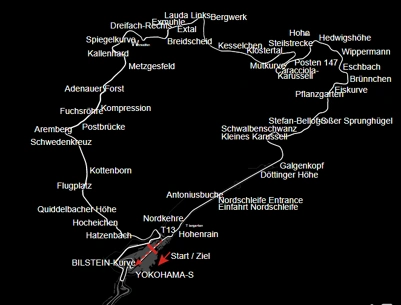 Lauda Links
Bergwerk
Dreifach-Rechts
Exmühle
Extal
Spiegelkurve
Breidscheid
Hohe
Hedwigshöhe
Steilstrecke
Kallenhard
Kesselchen
Klostertal
Wippermann
Metzgesfeld
Mutkurve
Posten 147
Eschbach
Caracciola-
Karussell
Brünnchen
Adenauer Forst
Eiskurve
Pflanzgarten
Fuchsröhre
Kompression
Stefan-Bellof-S
Großer Sprunghügel
Aremberg
Postbrücke
Schwalbenschwanz
Kleines Karussell
Schwedenkreuz
Galgenkopf
Kottenborn
Döttinger Höhe
Flugplatz
Antoniusbuche
Nordschleife Entrance
Einfahrt Nordschleife
Quiddelbacher Höhe
Nordkehre
Hocheichen
T13
Hohenrain
Hatzenbach
Start / Ziel
BILSTEIN-Kurve
YOKOHAMA-S